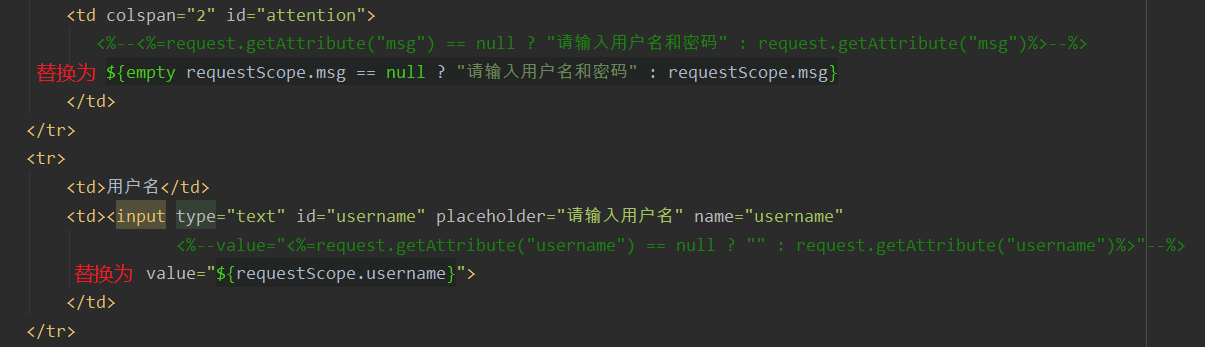 <td colspan="2" id="attention">
<%--<%=request.getAttribute("msg") == null ? "请输入用户名和密码" : request.getAttribute("msg")%>--%>
替换为 ${empty requestScope.msg == null ? "请输入用户名和密码" : requestScope.msg}
</td>
</tr>
<tr>
<td>用户名</td>
<td><input type="text" id="username" placeholder="请输入用户名" name="username"
<%--value="<%=request.getAttribute("username") == null ? "" : request.getAttribute("username")%>"--%>
替换为 value="${requestScope.username}">
</td>
</tr>